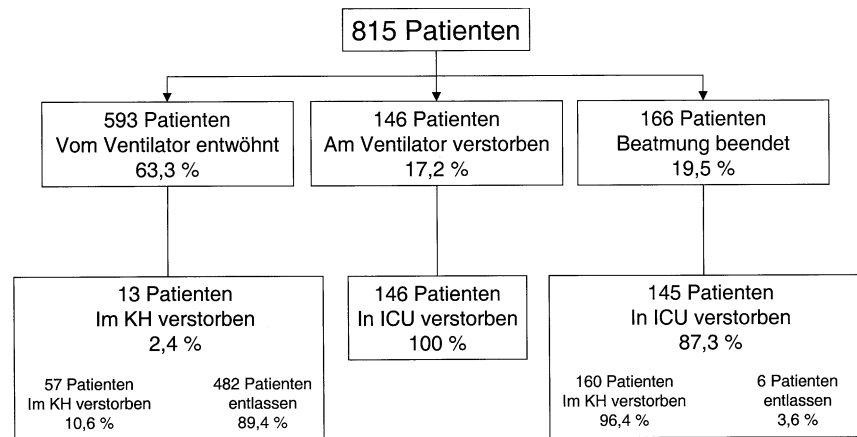 815 Patienten
593 Patienten
Vom Ventilator entwöhnt
63,3 %
146 Patienten
Am Ventilator verstorben
17,2 %
166 Patienten
Beatmung beendet
19,5 %
13 Patienten
Im KH verstorben
2,4 %
57 Patienten
Im KH verstorben
10,6 %
482 Patienten
entlassen
89,4 %
146 Patienten
In ICU verstorben
100 %
145 Patienten
In ICU verstorben
87,3 %
160 Patienten
Im KH verstorben
96,4 %
6 Patienten
entlassen
3,6 %